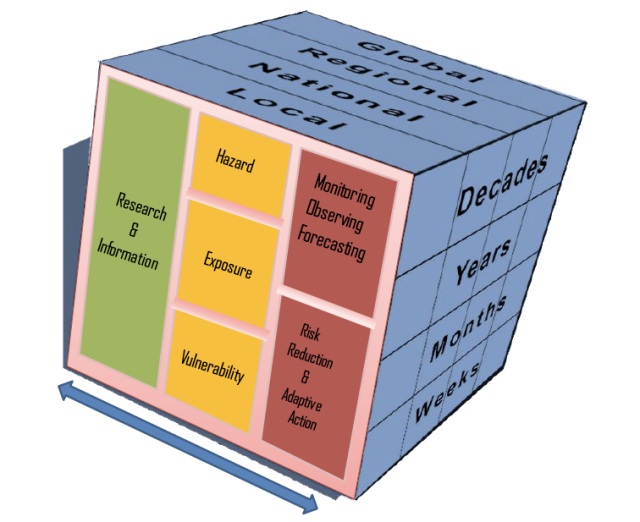 Global
Regional
National
Local
Research
&
Information
Hazard
Exposure
Vulnerability
Monitoring
Observing
Forecasting
Risk
Reduction
&
Adaptive
Action
Decades
Years
Months
Weeks